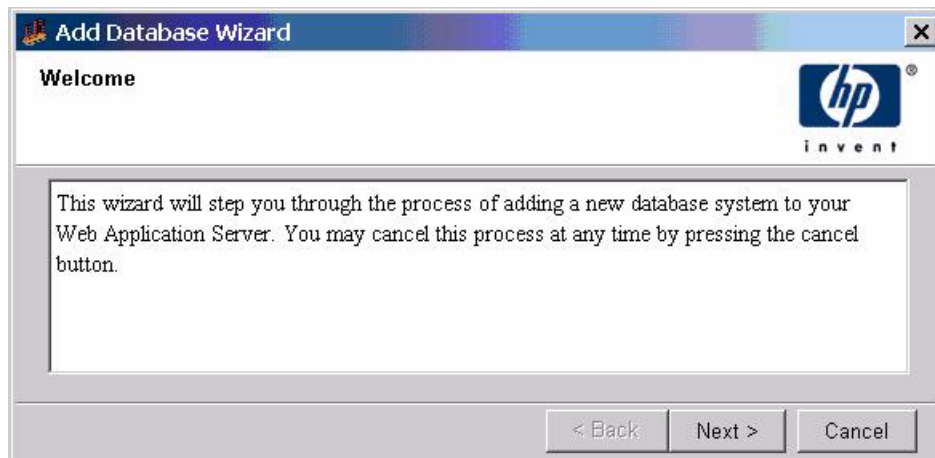 Add Database Wizard
Welcome
hp
®
invent
This wizard will step you through the process of adding a new database system to your
Web Application Server. You may cancel this process at any time by pressing the cancel
button.
< Back
Next >
Cancel